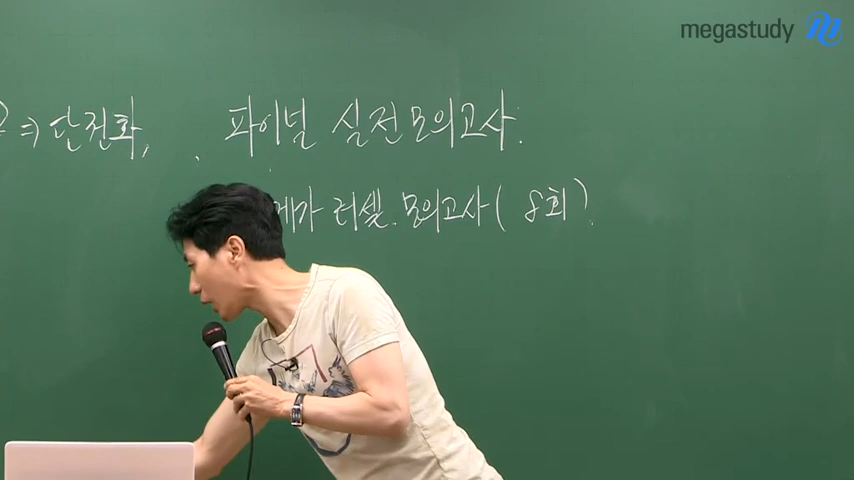 megastudy
⇒ 단진화, 파이널 실전모의고사.
메가 러셀 모의고사 ( 8회 )